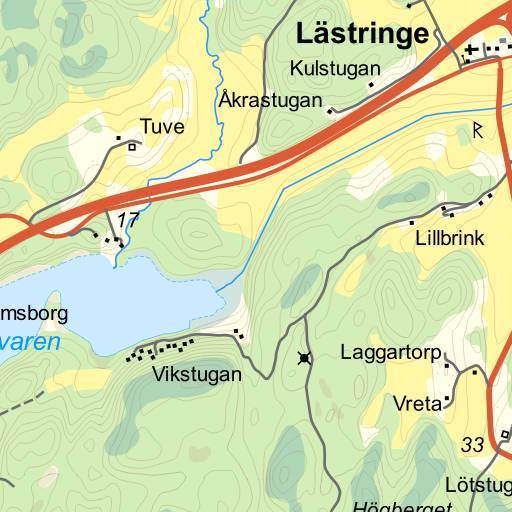 Lästringe
Kulstugan
Åkrastugan
Tuve
R
17
Lillbrink
msborg
varen
Laggartorp
Vikstugan
Vreta
33
Lötstug
Högberget